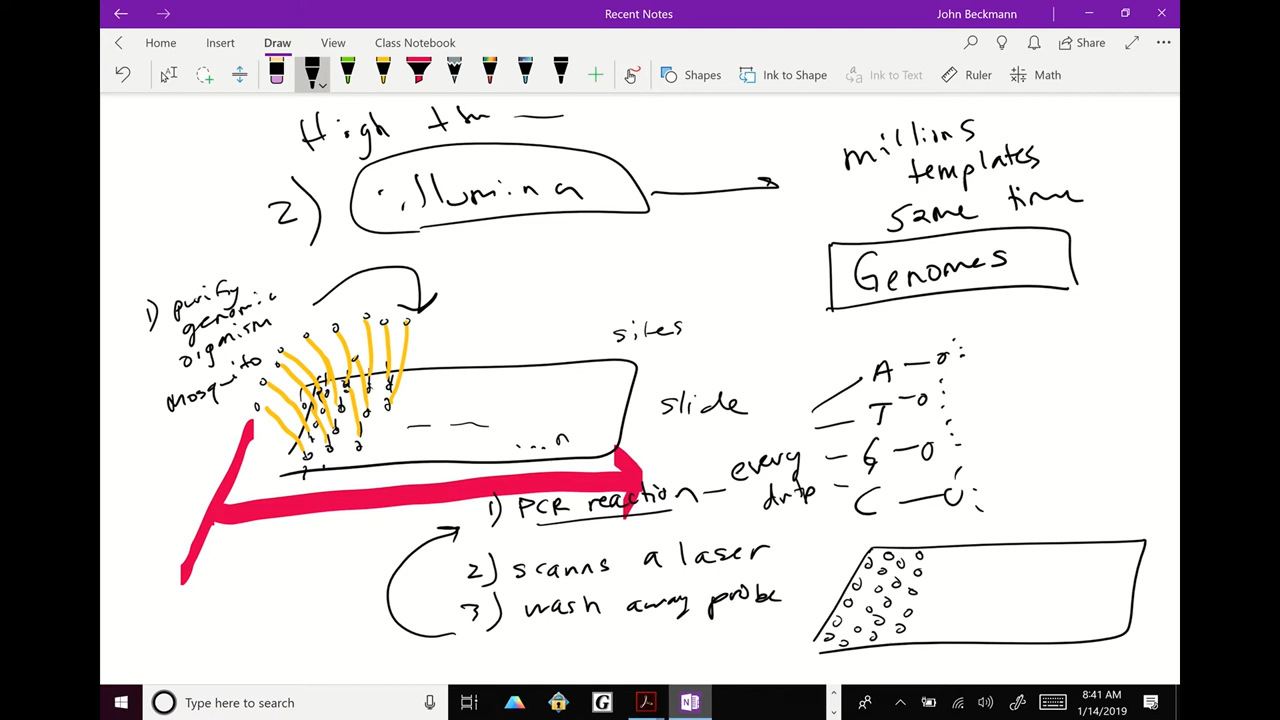 Recent Notes
John Beckmann
Home Insert Draw View Class Notebook
Share
Shapes
Ink to Shape
Ink to Text
Ruler
Math
High
2) illumina
millions
templates
same time
Genomes
1) purify
genomic
organism
mosquito
sites
slide
... n
A
T
G
C
1) PCR reaction — every
dntp
2) scanns a laser
3) wash away probe
Type here to search
8:41 AM
1/14/2019